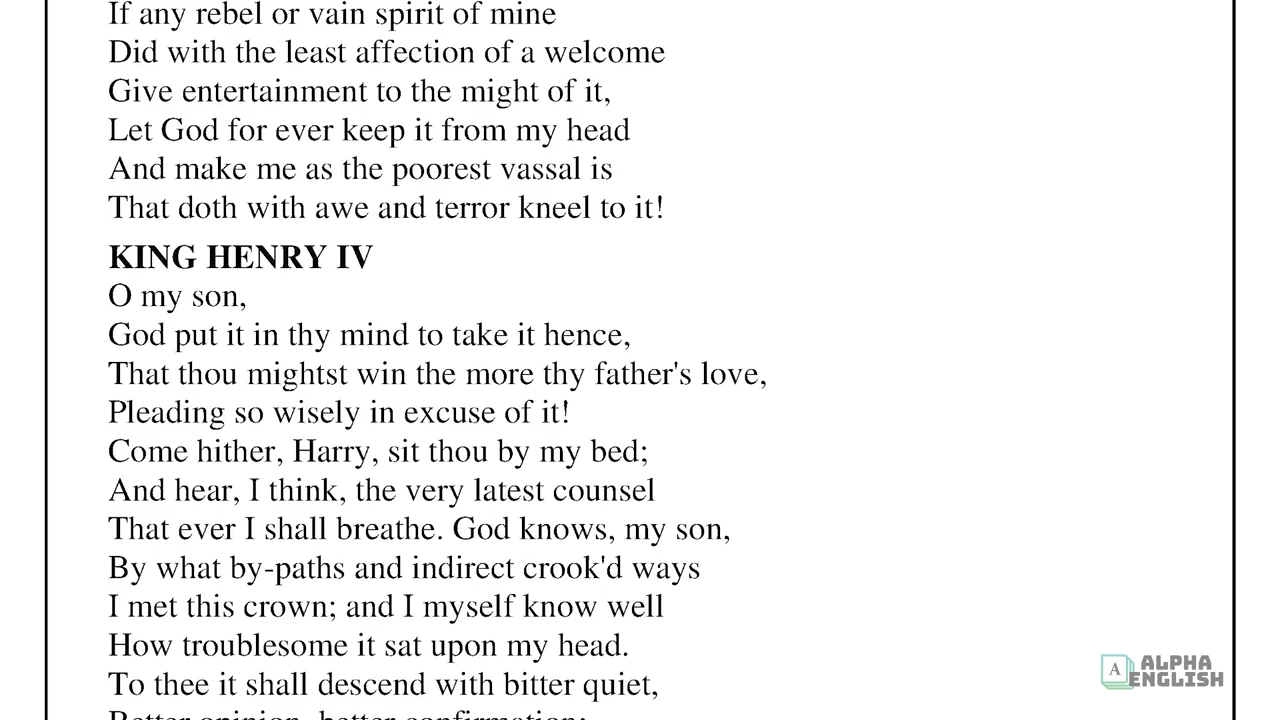 If any rebel or vain spirit of mine
Did with the least affection of a welcome
Give entertainment to the might of it,
Let God for ever keep it from my head
And make me as the poorest vassal is
That doth with awe and terror kneel to it!
KING HENRY IV
O my son,
God put it in thy mind to take it hence,
That thou mightst win the more thy father's love,
Pleading so wisely in excuse of it!
Come hither, Harry, sit thou by my bed;
And hear, I think, the very latest counsel
That ever I shall breathe. God knows, my son,
By what by-paths and indirect crook'd ways
I met this crown; and I myself know well
How troublesome it sat upon my head.
To thee it shall descend with bitter quiet,
Better opinion, better confirmation;
A ALPHA
ENGLISH